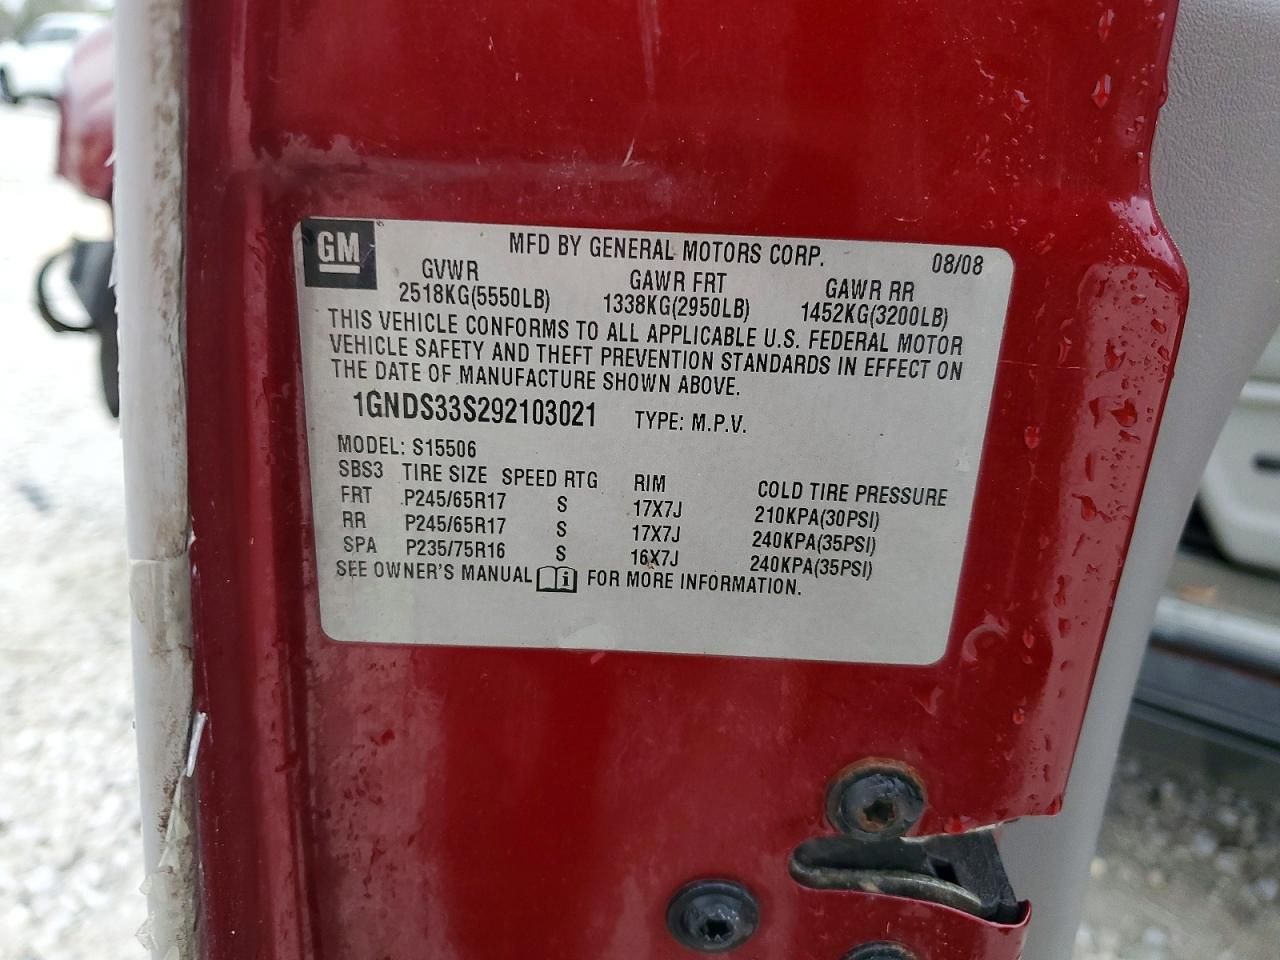 GM
MFD BY GENERAL MOTORS CORP. 08/08
GVWR GAWR FRT GAWR RR
2518KG(5550LB) 1338KG(2950LB) 1452KG(3200LB)
THIS VEHICLE CONFORMS TO ALL APPLICABLE U.S. FEDERAL MOTOR
VEHICLE SAFETY AND THEFT PREVENTION STANDARDS IN EFFECT ON
THE DATE OF MANUFACTURE SHOWN ABOVE.
1GNDS33S292103021 TYPE: M.P.V.
MODEL: S15506
SBS3 TIRE SIZE SPEED RTG RIM COLD TIRE PRESSURE
FRT P245/65R17 S 17X7J 210KPA(30PSI)
RR P245/65R17 S 17X7J 240KPA(35PSI)
SPA P235/75R16 S 16X7J 240KPA(35PSI)
SEE OWNER'S MANUAL i FOR MORE INFORMATION.